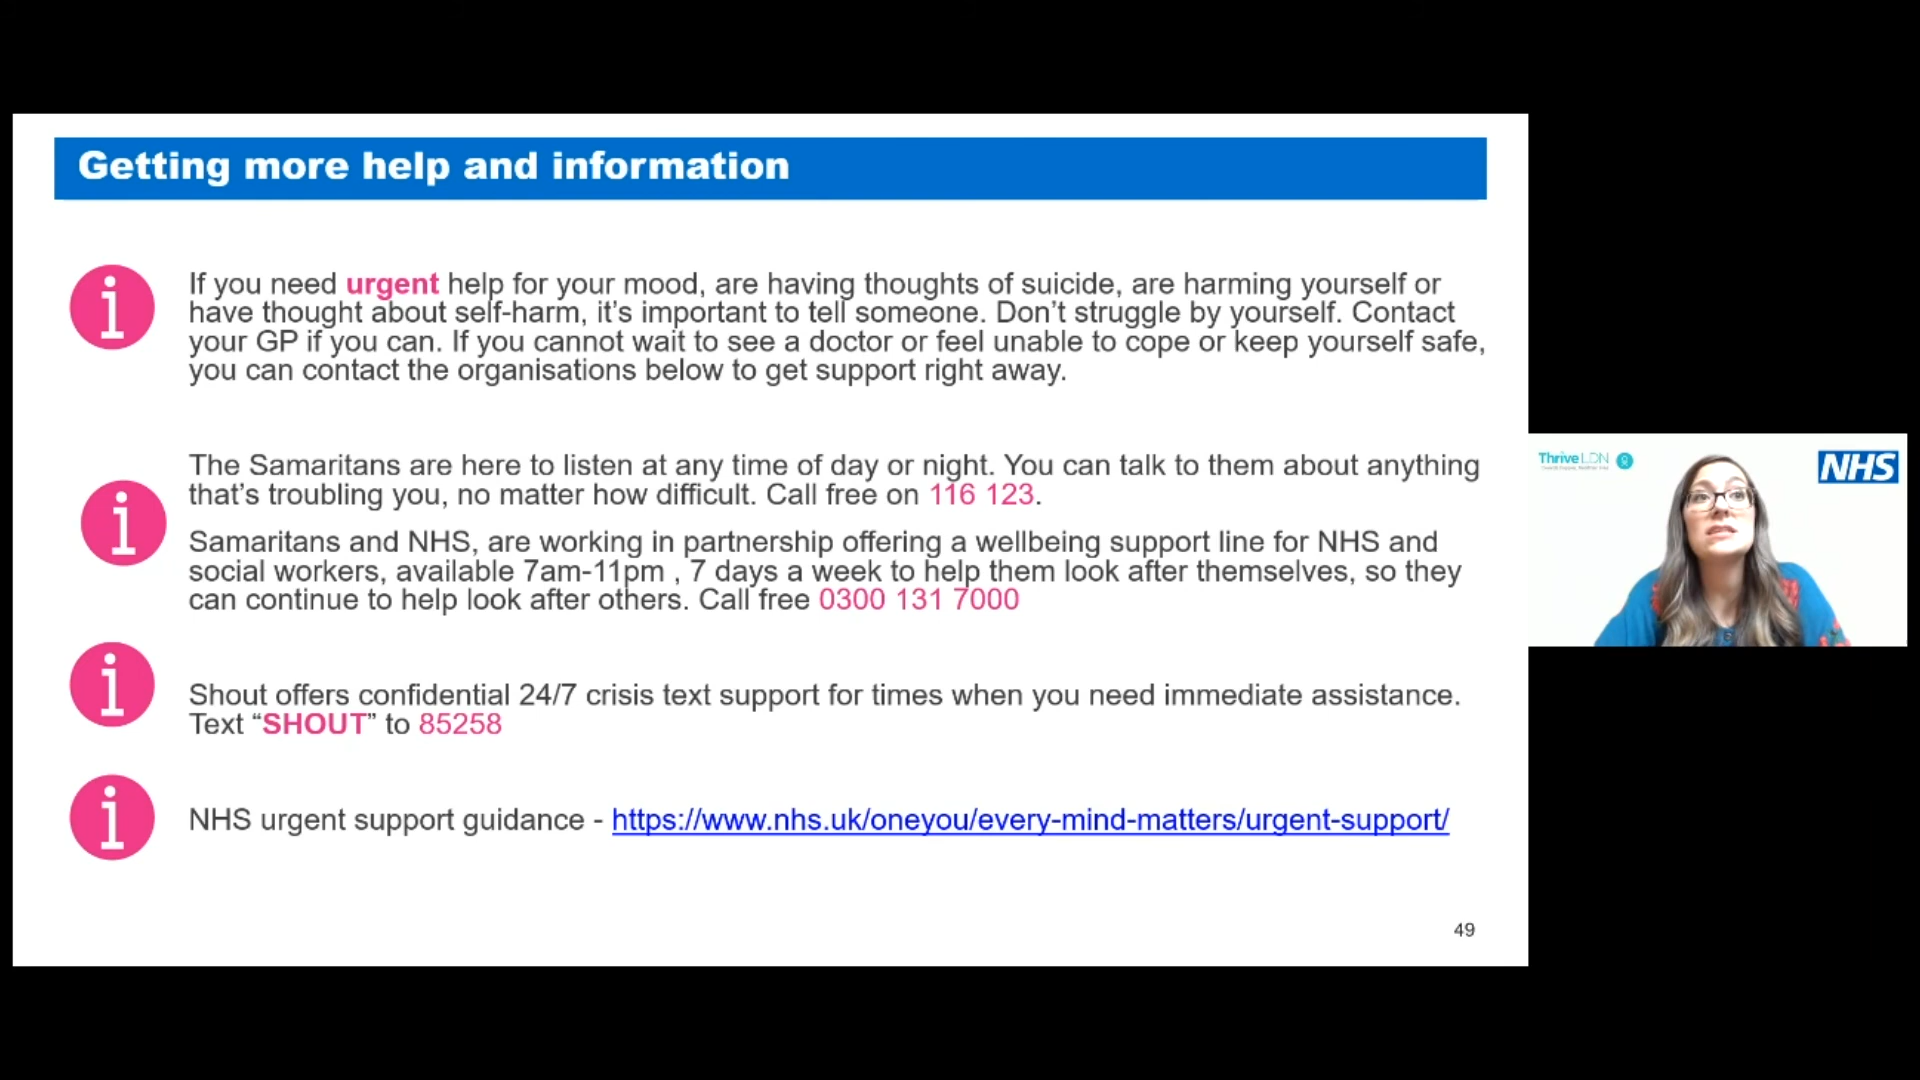 Getting more help and information
If you need urgent help for your mood, are having thoughts of suicide, are harming yourself or
have thought about self-harm, it’s important to tell someone. Don’t struggle by yourself. Contact
your GP if you can. If you cannot wait to see a doctor or feel unable to cope or keep yourself safe,
you can contact the organisations below to get support right away.
The Samaritans are here to listen at any time of day or night. You can talk to them about anything
that’s troubling you, no matter how difficult. Call free on 116 123.
Samaritans and NHS, are working in partnership offering a wellbeing support line for NHS and
social workers, available 7am-11pm , 7 days a week to help them look after themselves, so they
can continue to help look after others. Call free 0300 131 7000
Shout offers confidential 24/7 crisis text support for times when you need immediate assistance.
Text “SHOUT” to 85258
NHS urgent support guidance - https://www.nhs.uk/oneyou/every-mind-matters/urgent-support/
49
Thrive LDN
NHS